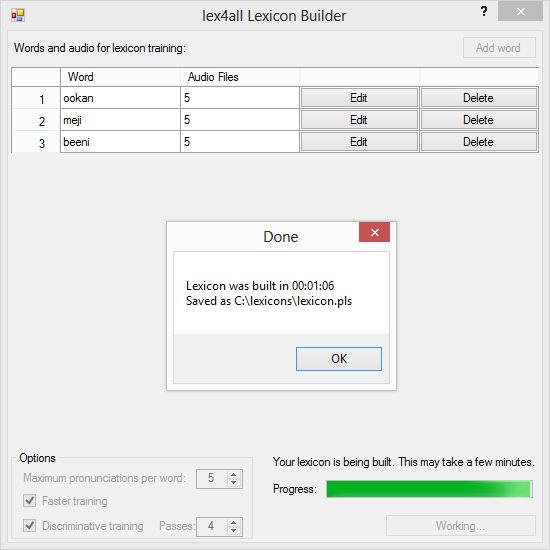 lex4all Lexicon Builder
?
Words and audio for lexicon training:
Add word
Word Audio Files
1 ookan 5 Edit Delete
2 meji 5 Edit Delete
3 beeni 5 Edit Delete
Done
Lexicon was built in 00:01:06
Saved as C:\lexicons\lexicon.pls
OK
Options
Maximum pronunciations per word: 5
Faster training
Discriminative training Passes: 4
Your lexicon is being built. This may take a few minutes.
Progress:
Working...